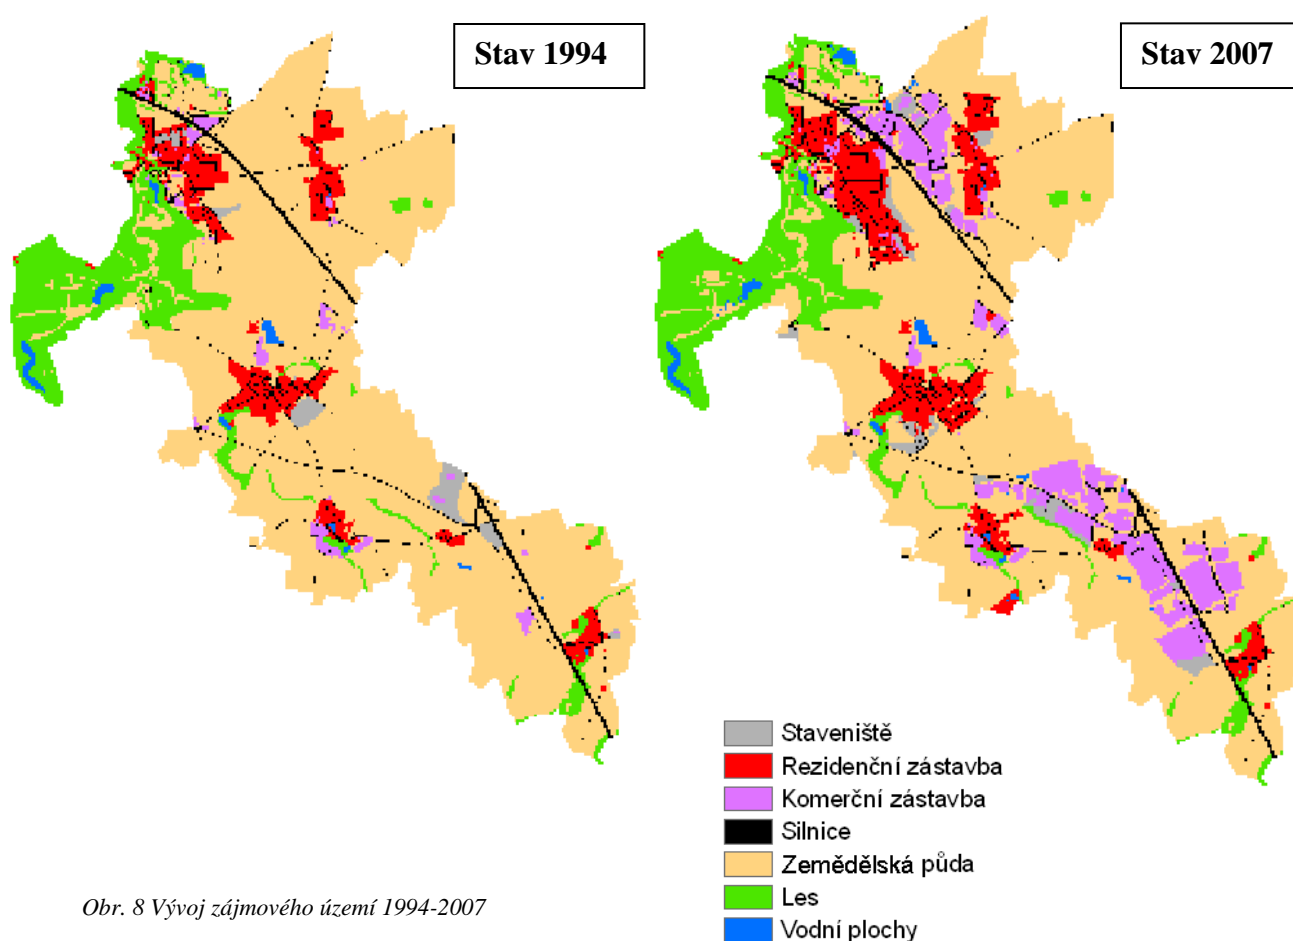 Stav 1994
Stav 2007
Staveniště
Rezidenční zástavba
Komerční zástavba
Silnice
Zemědělská půda
Les
Vodní plochy
Obr. 8 Vývoj zájmového území 1994-2007